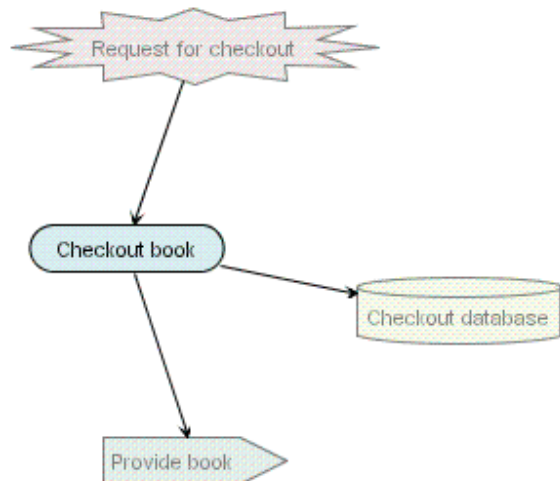 Request for checkout
Checkout book
Checkout database
Provide book